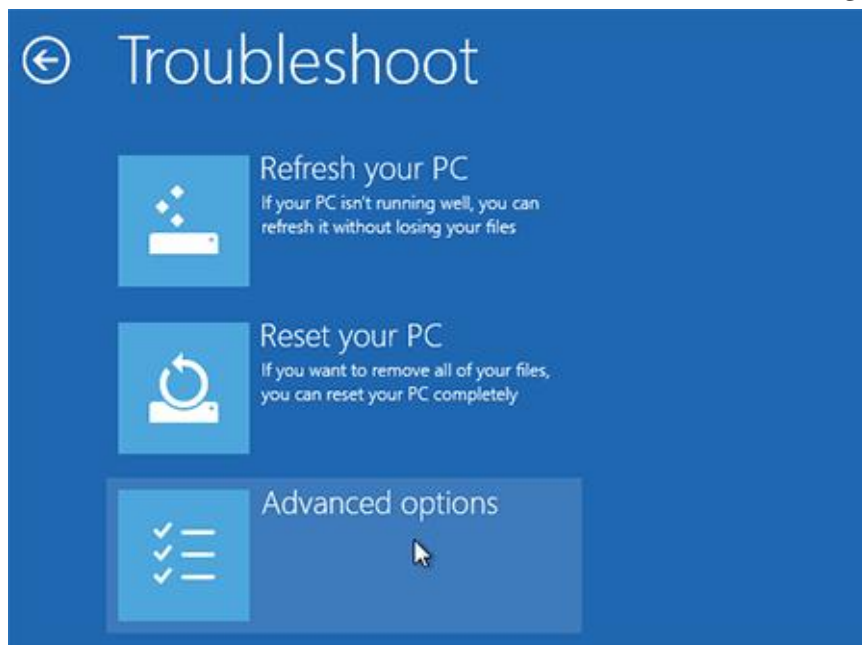 Troubleshoot
Refresh your PC
If your PC isn't running well, you can
refresh it without losing your files
Reset your PC
If you want to remove all of your files,
you can reset your PC completely
Advanced options